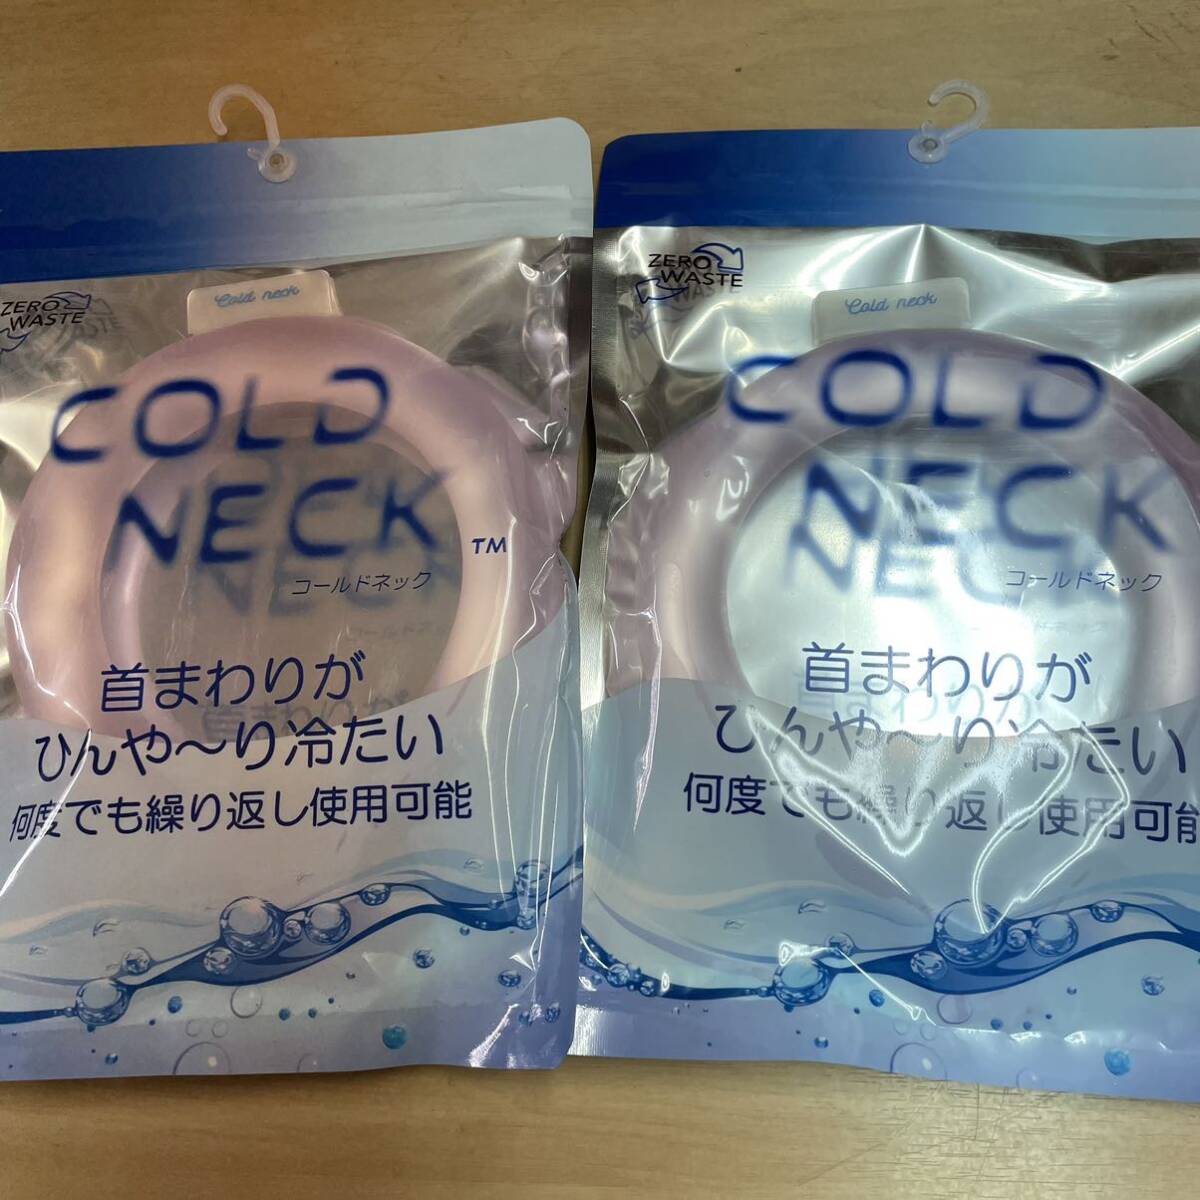 ZERO
WASTE
Cold neck
COLD
NECK
TM
コールドネック
首まわりが
ひんや〜り冷たい
何度でも繰り返し使用可能
ZERO
WASTE
Cold neck
COLD
NECK
コールドネック
首まわりが
ひんや〜り冷たい
何度でも繰り返し使用可能